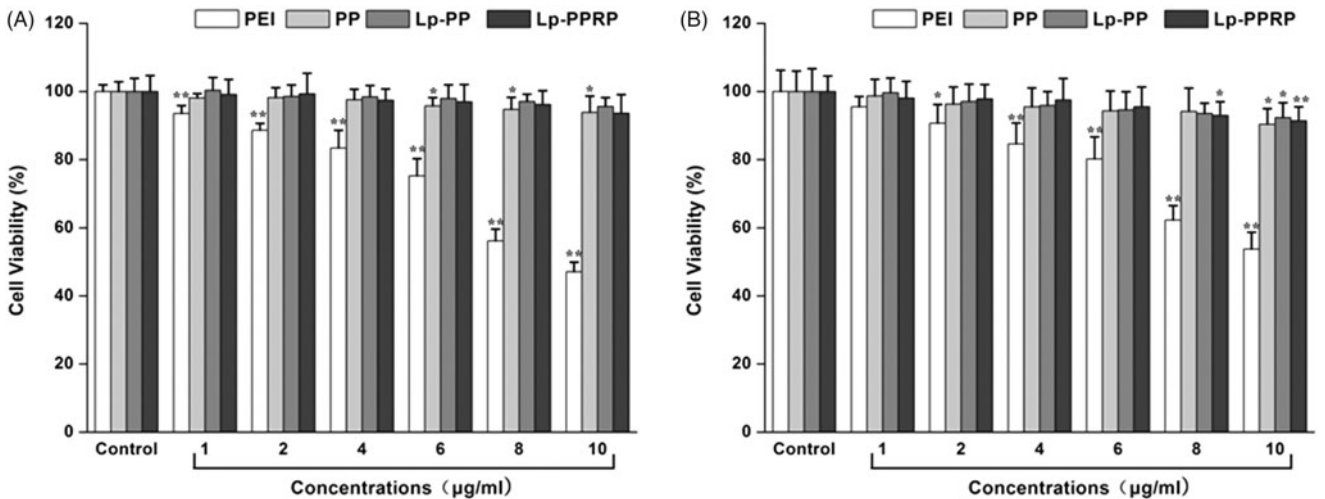 (A)
PEI PP Lp-PP Lp-PPRP
120
100
80
60
40
20
0
Cell Viability (%)
** ** ** * ** * ** * **
Control 1 2 4 6 8 10
Concentrations (μg/ml)
(B)
PEI PP Lp-PP Lp-PPRP
120
100
80
60
40
20
0
Cell Viability (%)
* ** ** ** * ** * * **
Control 1 2 4 6 8 10
Concentrations (μg/ml)